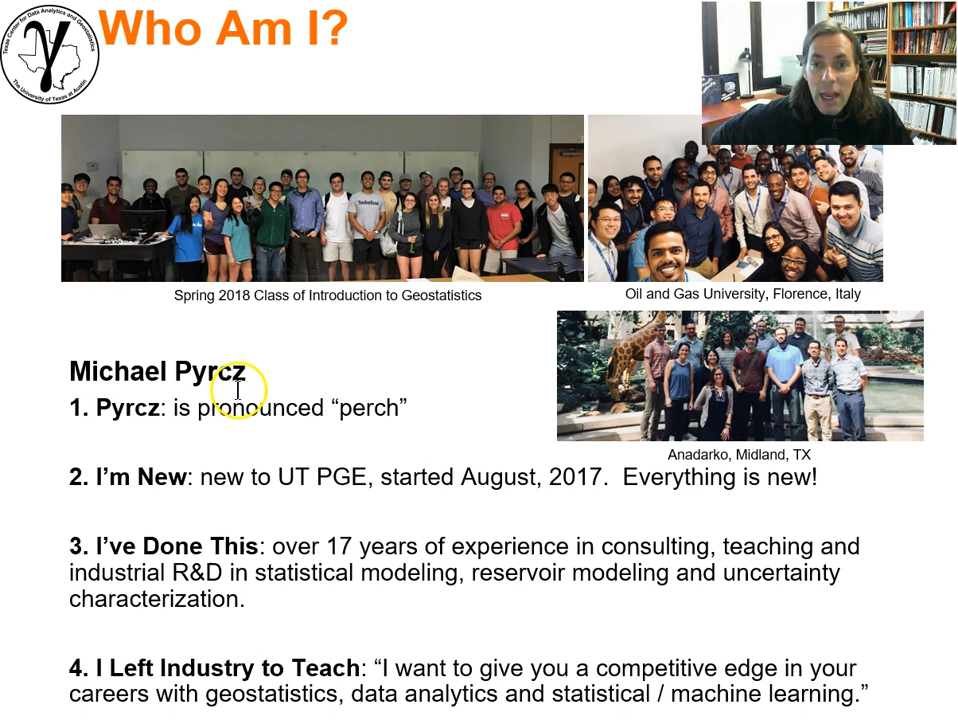 Texas Center for Data Analytics and Geostatistics
The University of Texas at Austin
γ
Who Am I?
Spring 2018 Class of Introduction to Geostatistics
Oil and Gas University, Florence, Italy
Anadarko, Midland, TX
Michael Pyrcz
1. Pyrcz: is pronounced “perch”
2. I’m New: new to UT PGE, started August, 2017.  Everything is new!
3. I’ve Done This: over 17 years of experience in consulting, teaching and
industrial R&D in statistical modeling, reservoir modeling and uncertainty
characterization.
4. I Left Industry to Teach: “I want to give you a competitive edge in your
careers with geostatistics, data analytics and statistical / machine learning.”